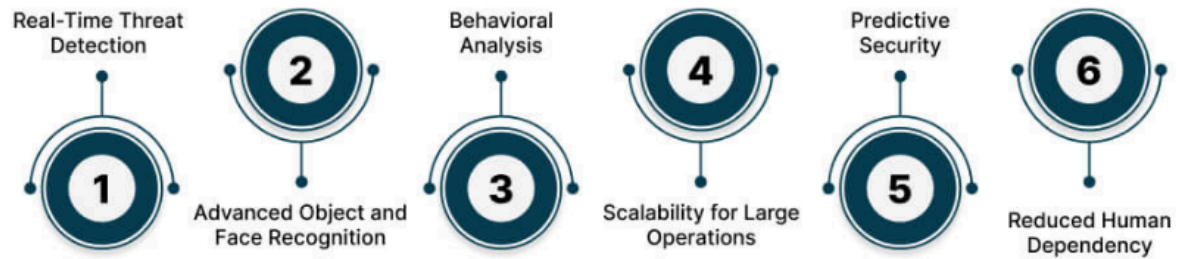 Real-Time Threat
Detection
1
2
Advanced Object and
Face Recognition
Behavioral
Analysis
3
4
Scalability for Large
Operations
Predictive
Security
5
6
Reduced Human
Dependency